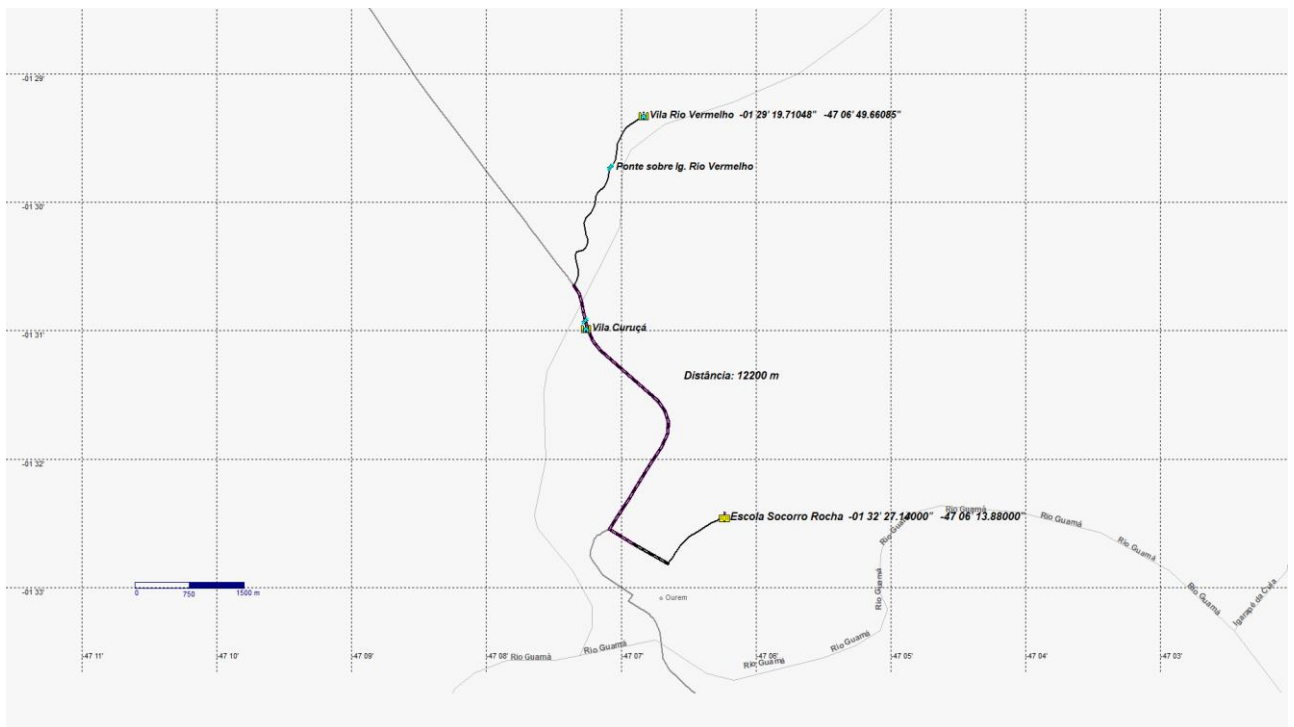 -01 29'
Vila Rio Vermelho -01 29' 19.71048" -47 06' 49.66085"
Ponte sobre Ig. Rio Vermelho
-01 30'
-01 31'
Vila Curuçá
Distância: 12200 m
-01 32'
Escola Socorro Rocha -01 32' 27.14000" -47 06' 13.88000"
Rio Guamá
Rio Guamá
Rio Guamá
Rio Guamá
Rio Guamá
Rio Guamá
Igarapé da Cuia
-01 33'
0 750 1500 m
Ourem
Rio Guamá
Rio Guamá
Rio Guamá
Rio Guamá
-47 11' -47 10' -47 09' -47 08' -47 07' -47 06' -47 05' -47 04' -47 03'